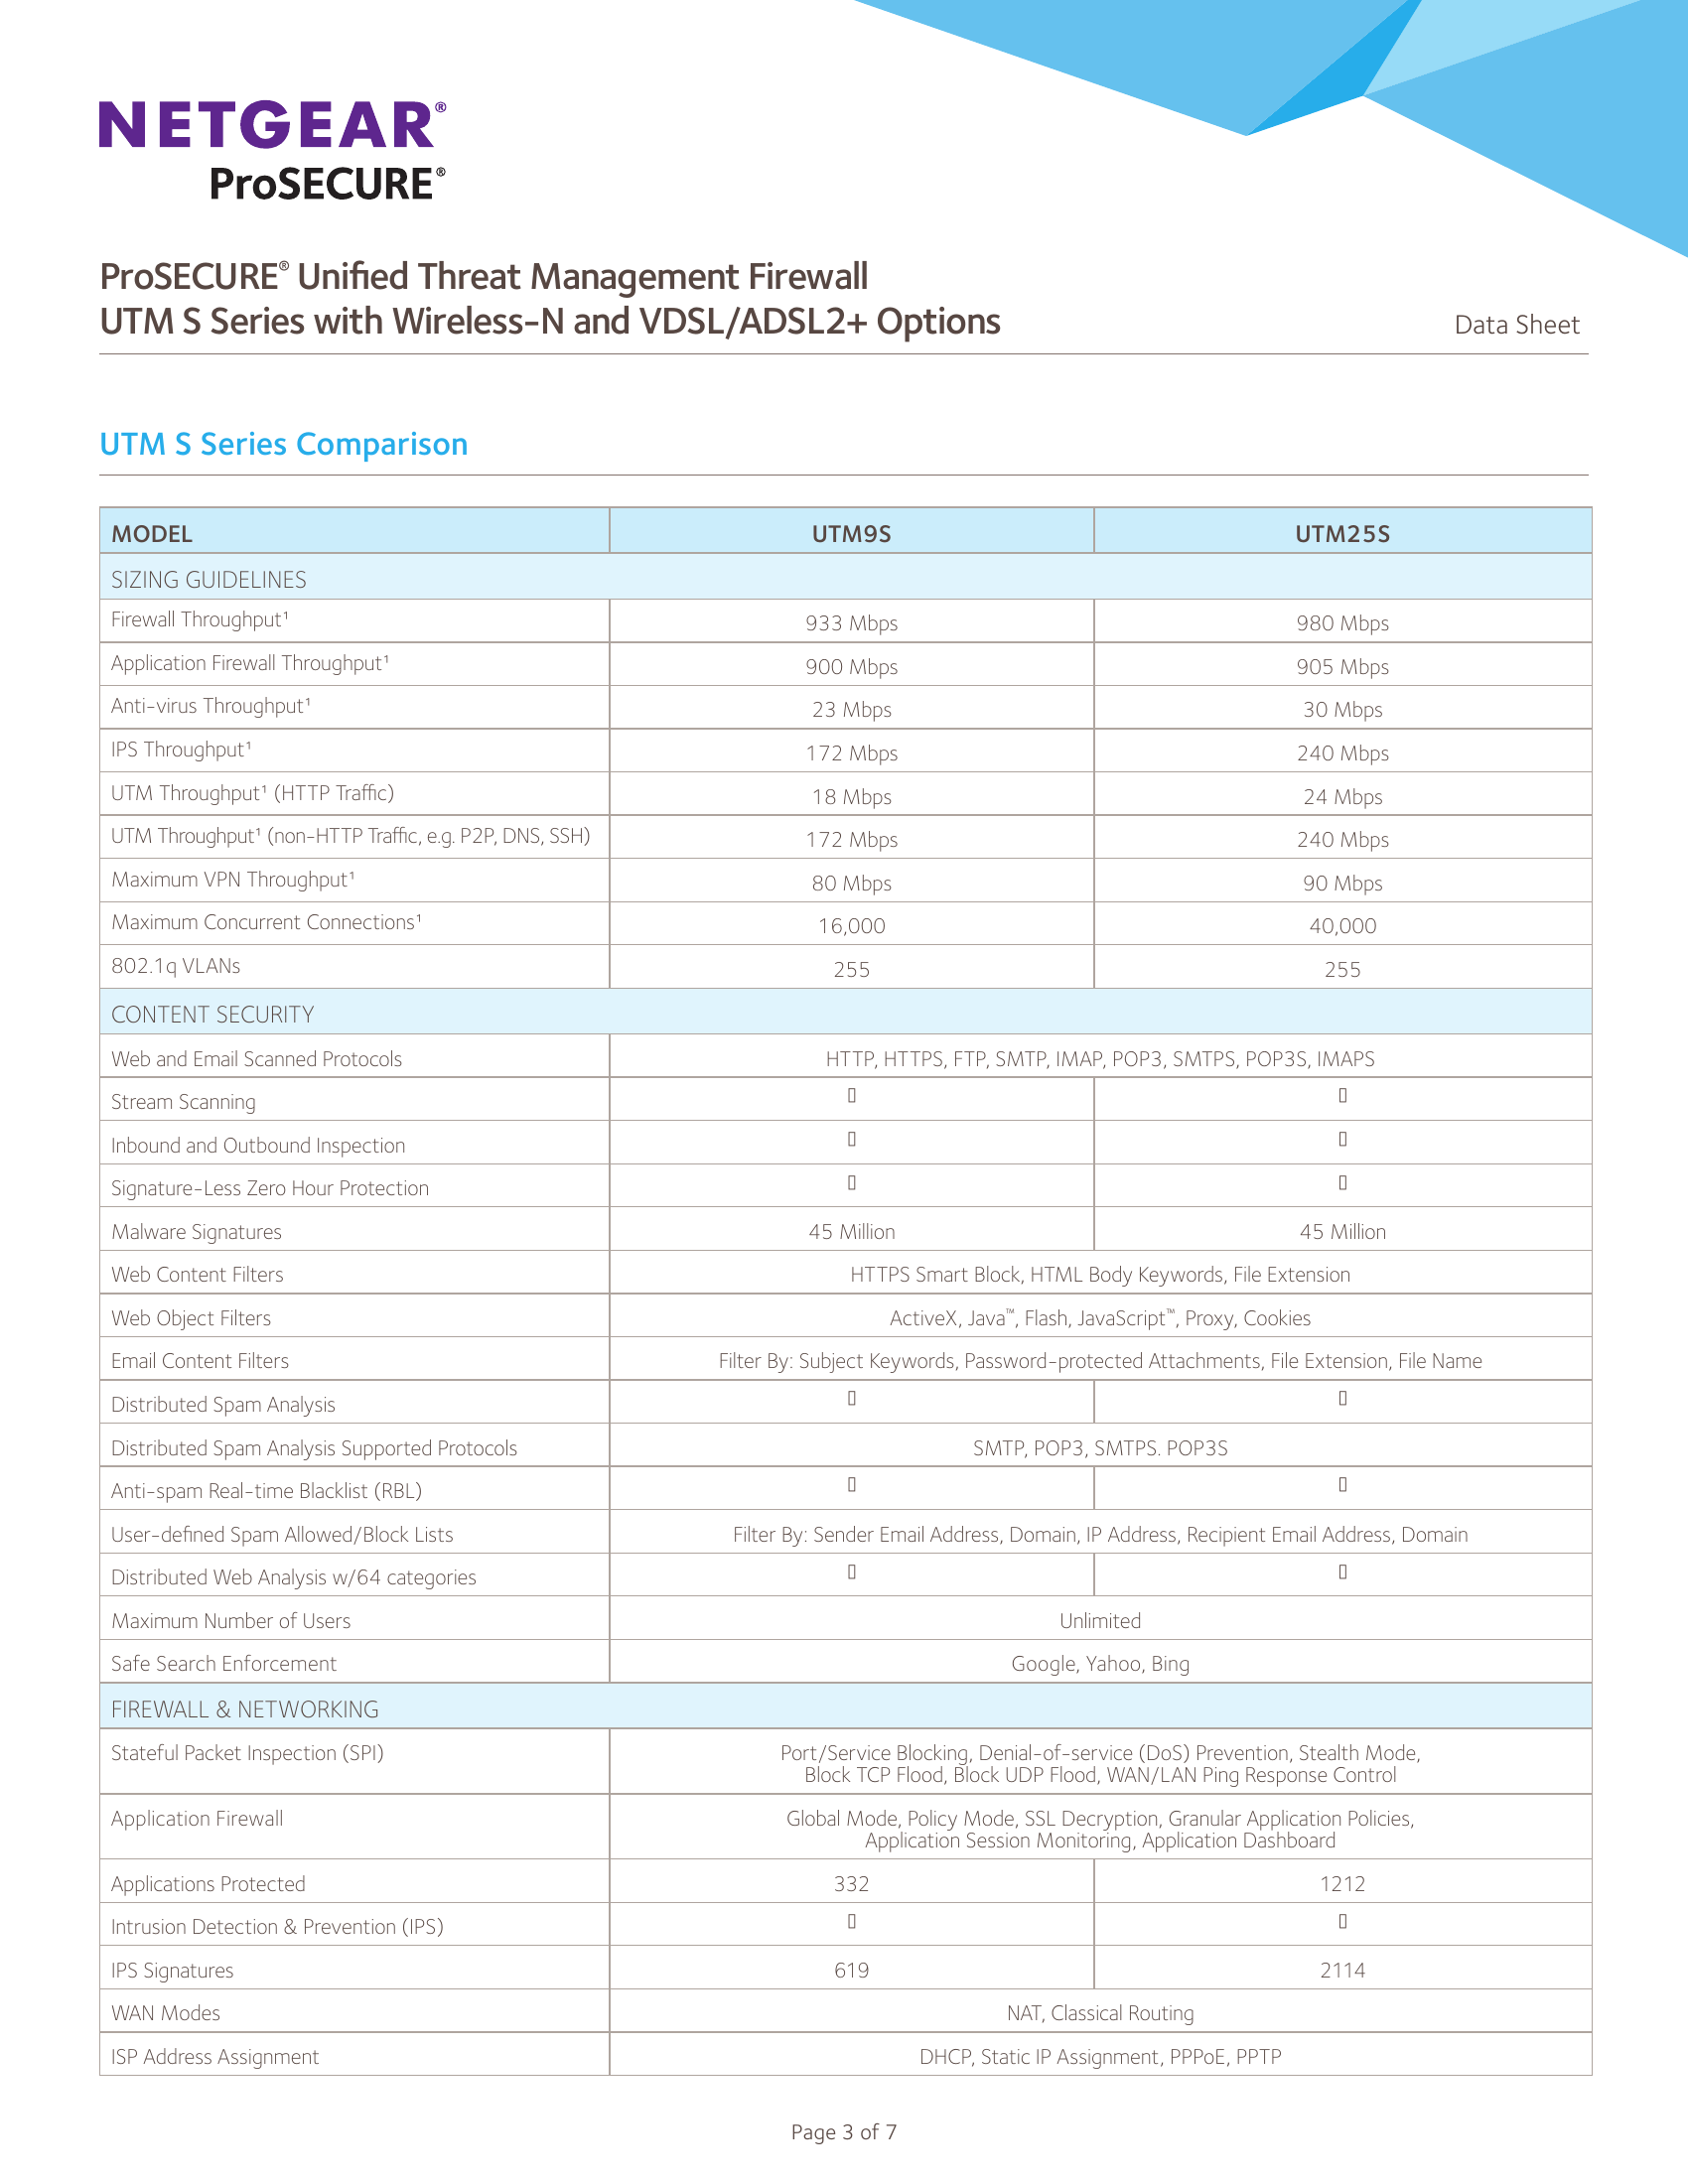 NETGEAR®
ProSECURE®
ProSECURE® Unified Threat Management Firewall
UTM S Series with Wireless-N and VDSL/ADSL2+ Options
Data Sheet
UTM S Series Comparison
MODEL UTM9S UTM25S
SIZING GUIDELINES
Firewall Throughput¹ 933 Mbps 980 Mbps
Application Firewall Throughput¹ 900 Mbps 905 Mbps
Anti-virus Throughput¹ 23 Mbps 30 Mbps
IPS Throughput¹ 172 Mbps 240 Mbps
UTM Throughput¹ (HTTP Traffic) 18 Mbps 24 Mbps
UTM Throughput¹ (non-HTTP Traffic, e.g. P2P, DNS, SSH) 172 Mbps 240 Mbps
Maximum VPN Throughput¹ 80 Mbps 90 Mbps
Maximum Concurrent Connections¹ 16,000 40,000
802.1q VLANs 255 255
CONTENT SECURITY
Web and Email Scanned Protocols HTTP, HTTPS, FTP, SMTP, IMAP, POP3, SMTPS, POP3S, IMAPS
Stream Scanning
Inbound and Outbound Inspection
Signature-Less Zero Hour Protection
Malware Signatures 45 Million 45 Million
Web Content Filters HTTPS Smart Block, HTML Body Keywords, File Extension
Web Object Filters ActiveX, Java™, Flash, JavaScript™, Proxy, Cookies
Email Content Filters Filter By: Subject Keywords, Password-protected Attachments, File Extension, File Name
Distributed Spam Analysis
Distributed Spam Analysis Supported Protocols SMTP, POP3, SMTPS. POP3S
Anti-spam Real-time Blacklist (RBL)
User-defined Spam Allowed/Block Lists Filter By: Sender Email Address, Domain, IP Address, Recipient Email Address, Domain
Distributed Web Analysis w/64 categories
Maximum Number of Users Unlimited
Safe Search Enforcement Google, Yahoo, Bing
FIREWALL & NETWORKING
Stateful Packet Inspection (SPI) Port/Service Blocking, Denial-of-service (DoS) Prevention, Stealth Mode,
Block TCP Flood, Block UDP Flood, WAN/LAN Ping Response Control
Application Firewall Global Mode, Policy Mode, SSL Decryption, Granular Application Policies,
Application Session Monitoring, Application Dashboard
Applications Protected 332 1212
Intrusion Detection & Prevention (IPS)
IPS Signatures 619 2114
WAN Modes NAT, Classical Routing
ISP Address Assignment DHCP, Static IP Assignment, PPPoE, PPTP
Page 3 of 7